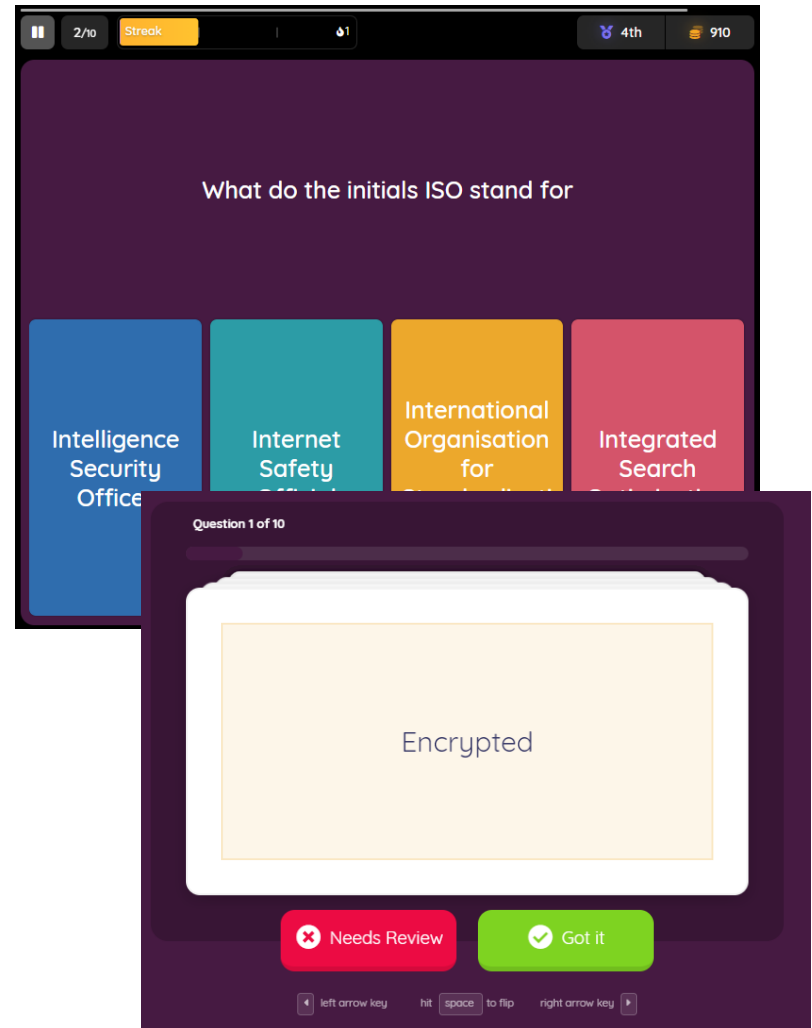 2/10 Streak 1 4th 910
What do the initials ISO stand for
Intelligence
Security
Internet
Safety
International
Organisation
for
Integrated
Search
Question 1 of 10
Encrypted
Needs Review
Got it
left arrow key hit space to flip right arrow key